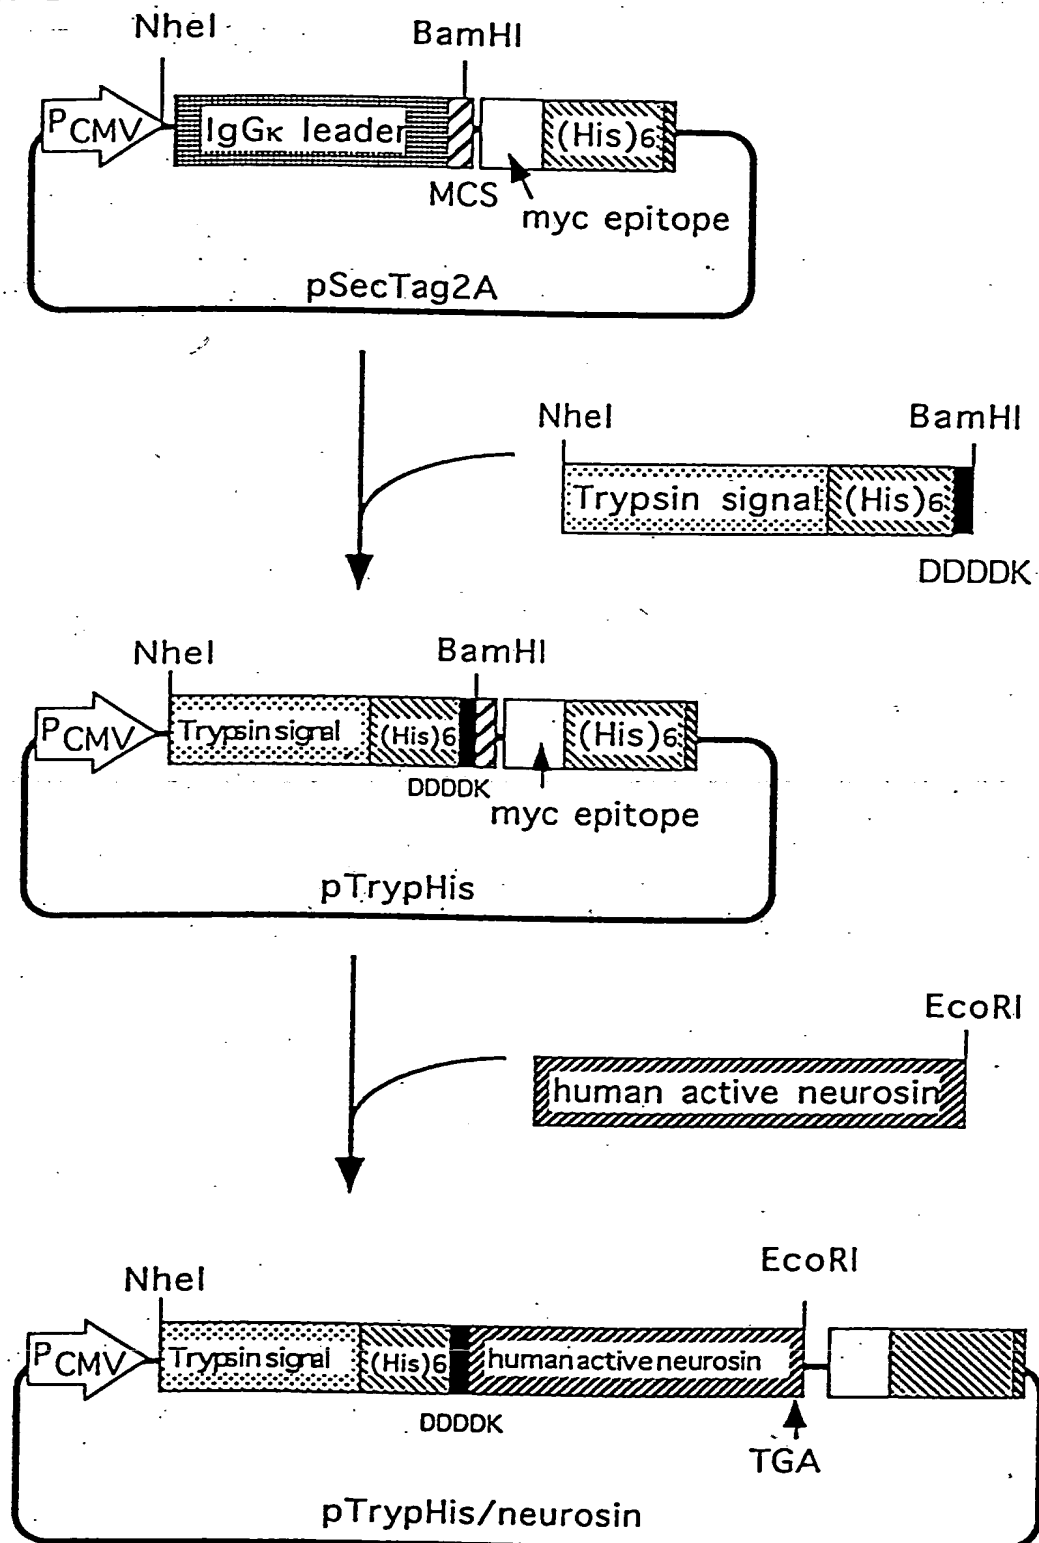 NheI
BamHI
PCMV
IgGκ leader
(His)6
MCS
myc epitope
pSecTag2A
NheI
BamHI
Trypsin signal
(His)6
DDDDK
NheI
BamHI
PCMV
Trypsin signal
(His)6
(His)6
DDDDK
myc epitope
pTrypHis
EcoRI
human active neurosin
EcoRI
NheI
PCMV
Trypsin signal
(His)6
human active neurosin
DDDDK
TGA
pTrypHis/neurosin